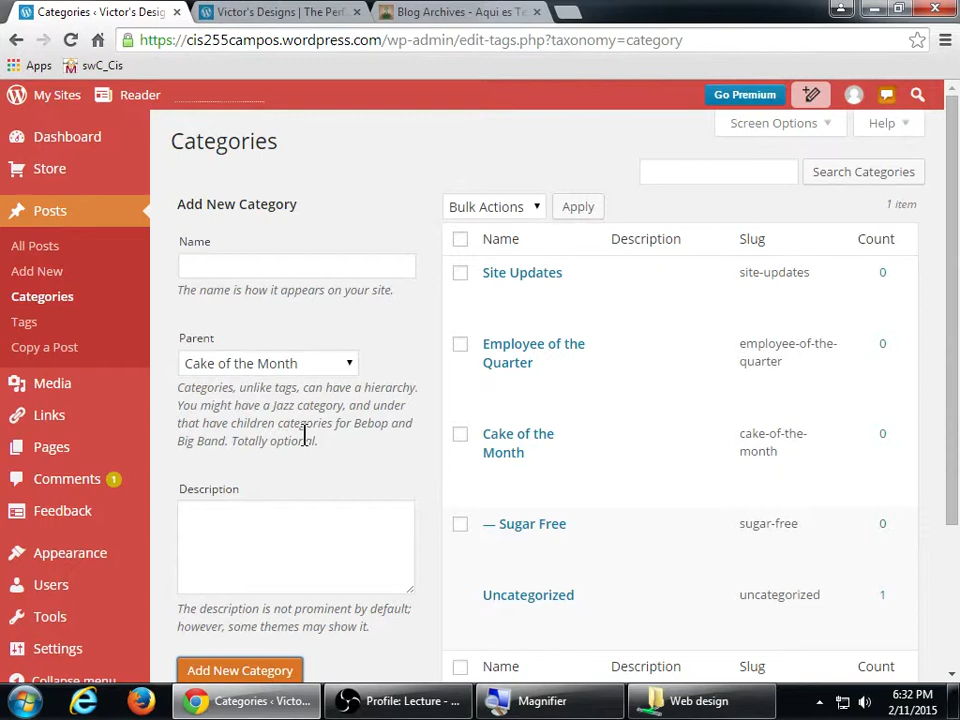 Categories ‹ Victor's Desig
Victor's Designs | The Perf
Blog Archives - Aqui es Te
https://cis255campos.wordpress.com/wp-admin/edit-tags.php?taxonomy=category
Apps
swC_Cis
My Sites
Reader
Go Premium
Dashboard
Store
Posts
All Posts
Add New
Categories
Tags
Copy a Post
Media
Links
Pages
Comments 1
Feedback
Appearance
Users
Tools
Settings
Collapse menu
Screen Options
Help
Categories
Search Categories
Add New Category
Name
The name is how it appears on your site.
Parent
Cake of the Month
Categories, unlike tags, can have a hierarchy.
You might have a Jazz category, and under
that have children categories for Bebop and
Big Band. Totally optional.
Description
The description is not prominent by default;
however, some themes may show it.
Add New Category
Bulk Actions
Apply
1 item
Name Description Slug Count
Site Updates site-updates 0
Employee of the employee-of-the- 0
Quarter quarter
Cake of the cake-of-the- 0
Month month
— Sugar Free sugar-free 0
Uncategorized uncategorized 1
Name Description Slug Count
Categories ‹ Victo...
Profile: Lecture - ...
Magnifier
Web design
6:32 PM
2/11/2015